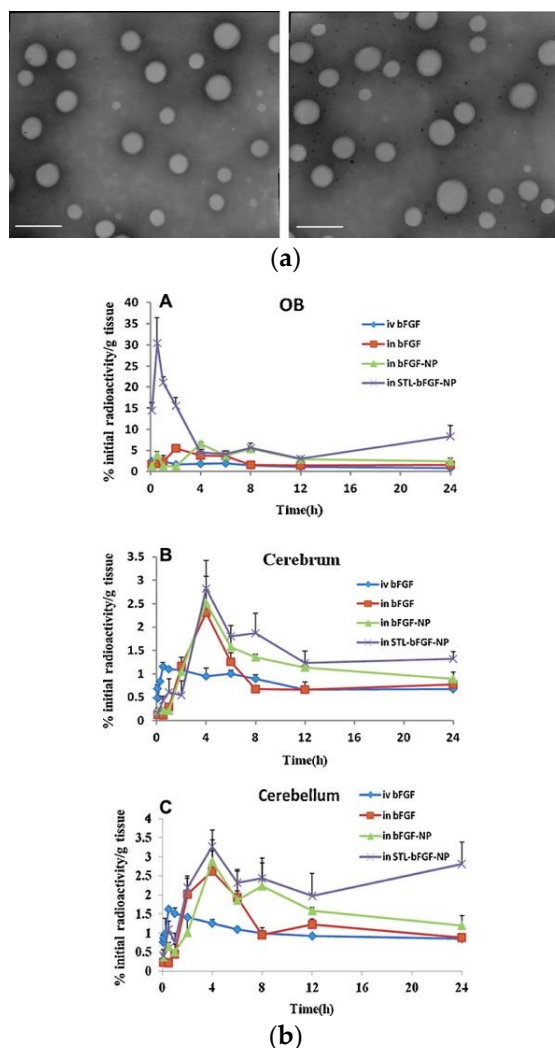 (a)
A OB
% initial radioactivity/g tissue
40
35
30
25
20
15
10
5
0
iv bFGF
in bFGF
in bFGF-NP
in STL-bFGF-NP
0 4 8 12 16 20 24
Time(h)
B Cerebrum
% initial radioactivity/g tissue
3.5
3
2.5
2
1.5
1
0.5
0
iv bFGF
in bFGF
in bFGF-NP
in STL-bFGF-NP
0 4 8 12 16 20 24
Time(h)
C Cerebellum
% initial radioactivity/g tissue
4
3.5
3
2.5
2
1.5
1
0.5
0
iv bFGF
in bFGF
in bFGF-NP
in STL-bFGF-NP
0 4 8 12 16 20 24
Time(h)
(b)